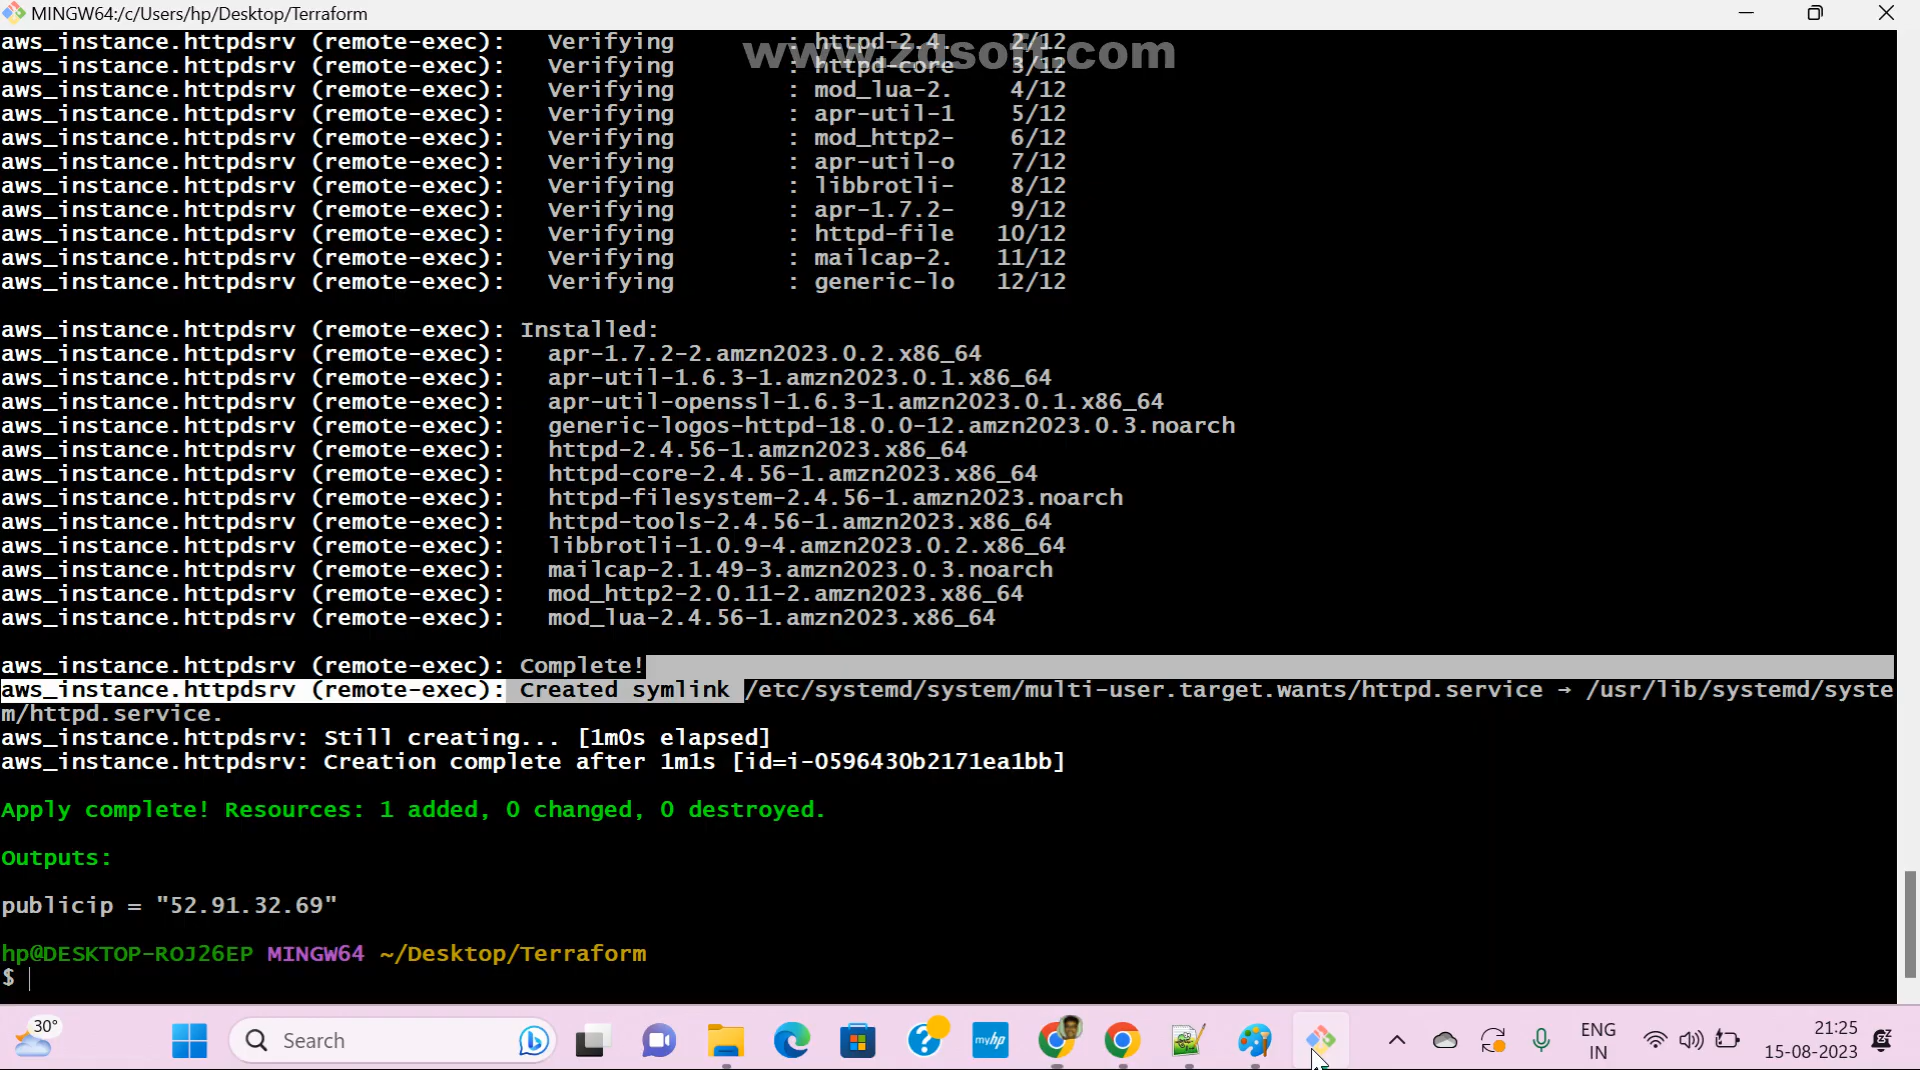 MINGW64:/c/Users/hp/Desktop/Terraform
www.zdsoft.com
aws_instance.httpdsrv (remote-exec):   Verifying        : httpd-2.4.   2/12
aws_instance.httpdsrv (remote-exec):   Verifying        : httpd-core   3/12
aws_instance.httpdsrv (remote-exec):   Verifying        : mod_lua-2.   4/12
aws_instance.httpdsrv (remote-exec):   Verifying        : apr-util-1   5/12
aws_instance.httpdsrv (remote-exec):   Verifying        : mod_http2-   6/12
aws_instance.httpdsrv (remote-exec):   Verifying        : apr-util-o   7/12
aws_instance.httpdsrv (remote-exec):   Verifying        : libbrotli-   8/12
aws_instance.httpdsrv (remote-exec):   Verifying        : apr-1.7.2-   9/12
aws_instance.httpdsrv (remote-exec):   Verifying        : httpd-file  10/12
aws_instance.httpdsrv (remote-exec):   Verifying        : mailcap-2.  11/12
aws_instance.httpdsrv (remote-exec):   Verifying        : generic-lo  12/12
aws_instance.httpdsrv (remote-exec): Installed:
aws_instance.httpdsrv (remote-exec):   apr-1.7.2-2.amzn2023.0.2.x86_64
aws_instance.httpdsrv (remote-exec):   apr-util-1.6.3-1.amzn2023.0.1.x86_64
aws_instance.httpdsrv (remote-exec):   apr-util-openssl-1.6.3-1.amzn2023.0.1.x86_64
aws_instance.httpdsrv (remote-exec):   generic-logos-httpd-18.0.0-12.amzn2023.0.3.noarch
aws_instance.httpdsrv (remote-exec):   httpd-2.4.56-1.amzn2023.x86_64
aws_instance.httpdsrv (remote-exec):   httpd-core-2.4.56-1.amzn2023.x86_64
aws_instance.httpdsrv (remote-exec):   httpd-filesystem-2.4.56-1.amzn2023.noarch
aws_instance.httpdsrv (remote-exec):   httpd-tools-2.4.56-1.amzn2023.x86_64
aws_instance.httpdsrv (remote-exec):   libbrotli-1.0.9-4.amzn2023.0.2.x86_64
aws_instance.httpdsrv (remote-exec):   mailcap-2.1.49-3.amzn2023.0.3.noarch
aws_instance.httpdsrv (remote-exec):   mod_http2-2.0.11-2.amzn2023.x86_64
aws_instance.httpdsrv (remote-exec):   mod_lua-2.4.56-1.amzn2023.x86_64
aws_instance.httpdsrv (remote-exec): Complete!
aws_instance.httpdsrv (remote-exec): Created symlink /etc/systemd/system/multi-user.target.wants/httpd.service → /usr/lib/systemd/syste
m/httpd.service.
aws_instance.httpdsrv: Still creating... [1m0s elapsed]
aws_instance.httpdsrv: Creation complete after 1m1s [id=i-0596430b2171ea1bb]
Apply complete! Resources: 1 added, 0 changed, 0 destroyed.
Outputs:
publicip = "52.91.32.69"
hp@DESKTOP-ROJ26EP MINGW64 ~/Desktop/Terraform
$
30°
Search
myhp
ENG
IN
21:25
15-08-2023